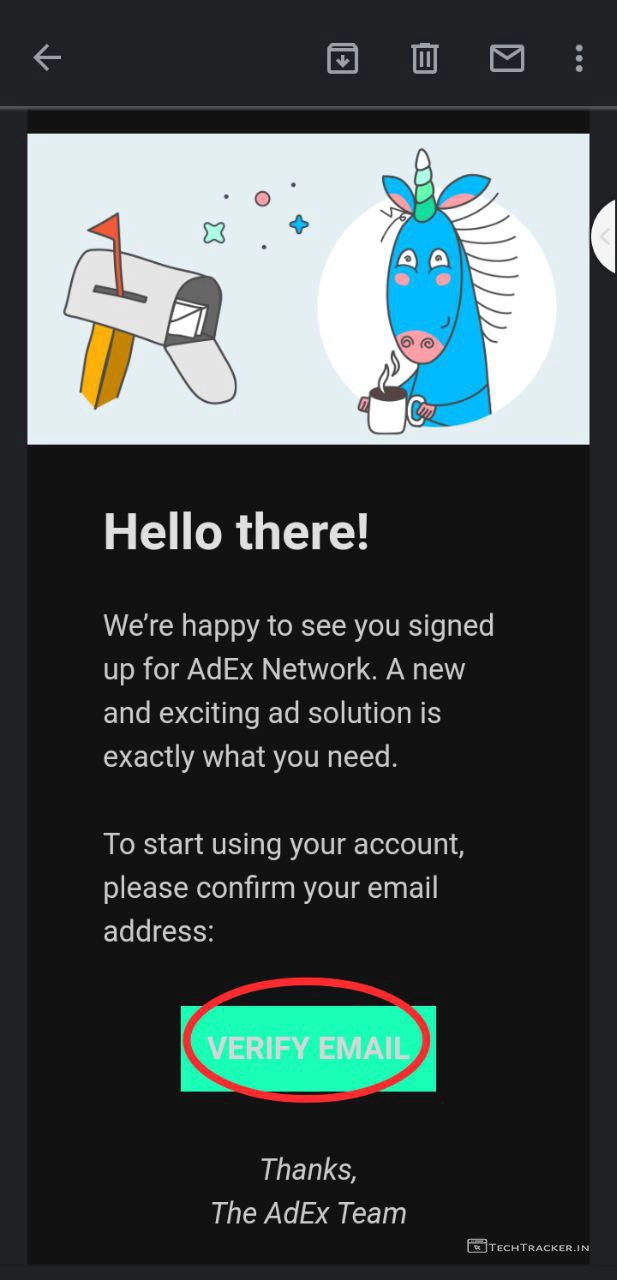 Hello there!
We’re happy to see you signed
up for AdEx Network. A new
and exciting ad solution is
exactly what you need.
To start using your account,
please confirm your email
address:
VERIFY EMAIL
Thanks,
The AdEx Team
TECHTRACKER.IN